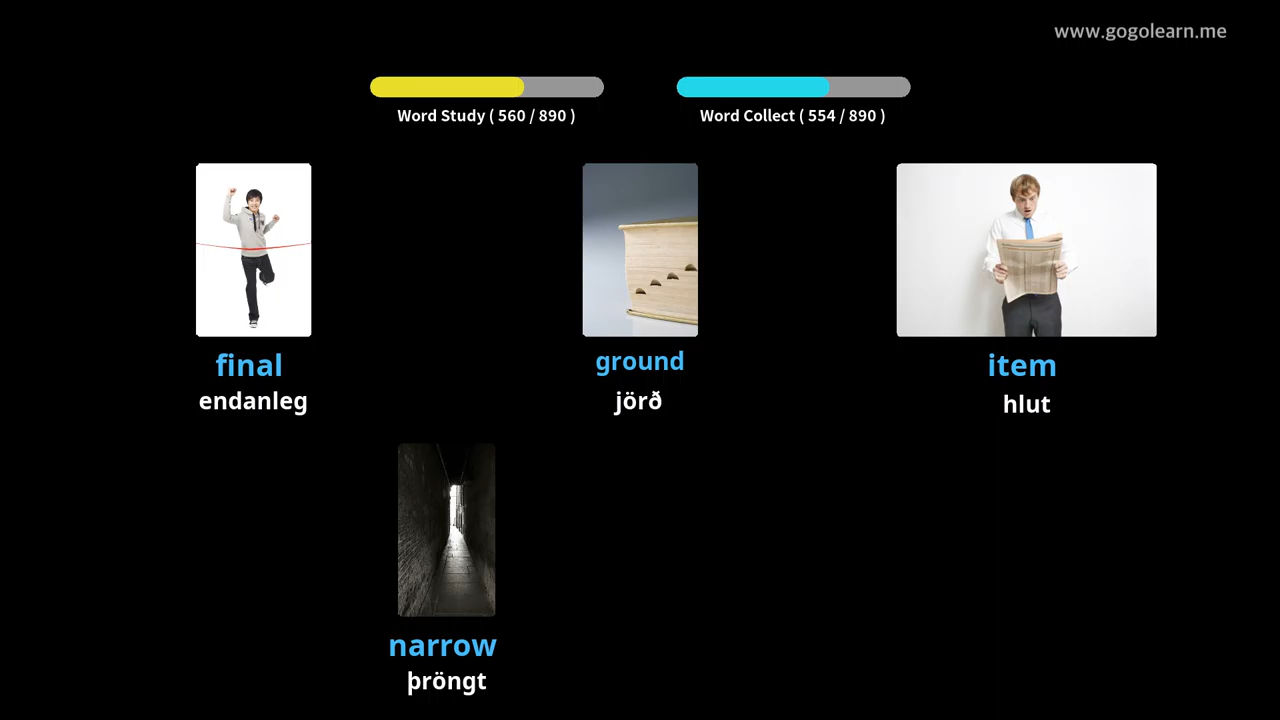 www.gogolearn.me
Word Study ( 560 / 890 )
Word Collect ( 554 / 890 )
final
endanleg
ground
jörð
item
hlut
narrow
þröngt